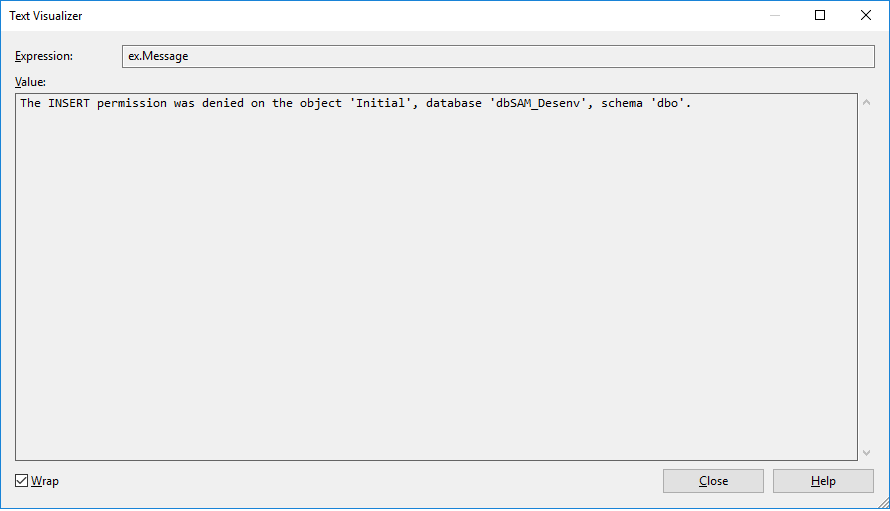 Text Visualizer
Expression: ex.Message
Value:
The INSERT permission was denied on the object 'Initial', database 'dbSAM_Desenv', schema 'dbo'.
Wrap Close Help